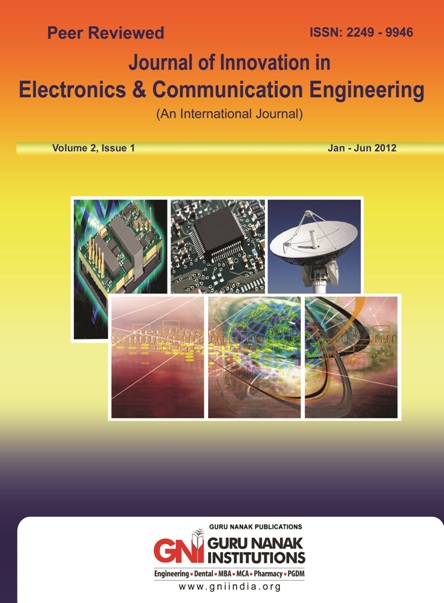 Peer Reviewed
ISSN: 2249 - 9946
Journal of Innovation in
Electronics & Communication Engineering
(An International Journal)
Volume 2, Issue 1
Jan - Jun 2012
GURU NANAK PUBLICATIONS
GNI GURU NANAK
INSTITUTIONS
Engineering • Dental • MBA • MCA • Pharmacy • PGDM
www.gniindia.org